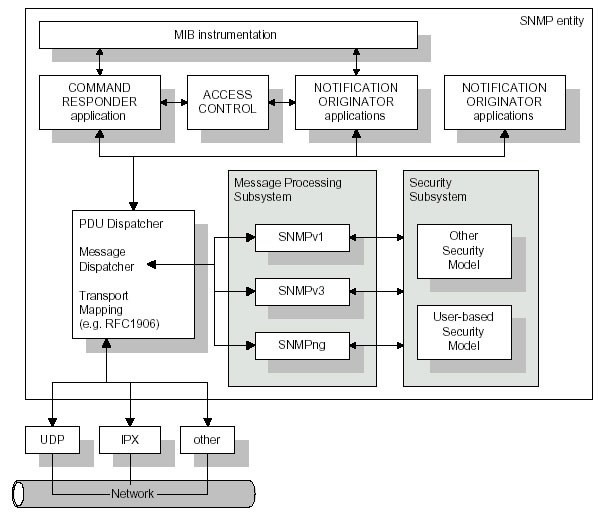 SNMP entity
MIB instrumentation
COMMAND
RESPONDER
application
ACCESS
CONTROL
NOTIFICATION
ORIGINATOR
applications
NOTIFICATION
ORIGINATOR
applications
Message Processing
Subsystem
Security
Subsystem
PDU Dispatcher
Message
Dispatcher
Transport
Mapping
(e.g. RFC1906)
SNMPv1
SNMPv3
SNMPng
Other
Security
Model
User-based
Security
Model
UDP
IPX
other
Network